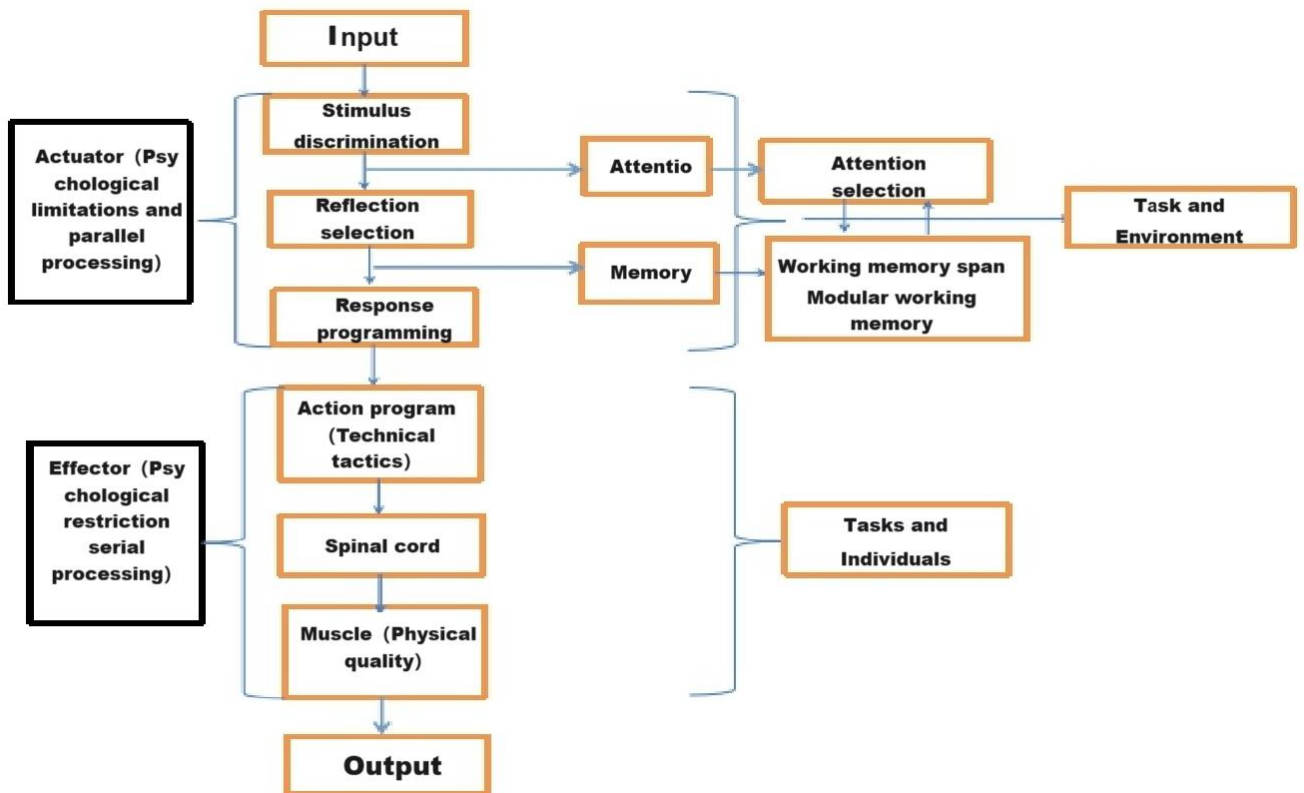 Input
Stimulus
discrimination
Actuator（Psy
chological
limitations and
parallel
processing）
Attentio
Attention
selection
Reflection
selection
Task and
Environment
Memory
Working memory span
Modular working
memory
Response
programming
Action program
（Technical
tactics）
Effector（Psy
chological
restriction
serial
processing）
Spinal cord
Tasks and
Individuals
Muscle（Physical
quality）
Output